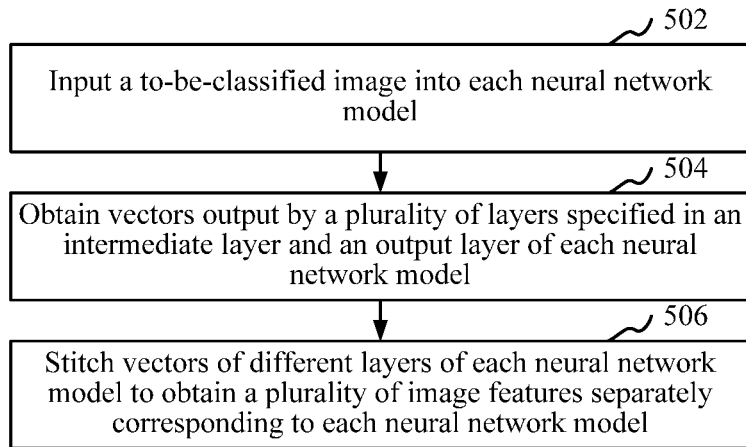 502
Input a to-be-classified image into each neural network
model
504
Obtain vectors output by a plurality of layers specified in an
intermediate layer and an output layer of each neural
network model
506
Stitch vectors of different layers of each neural network
model to obtain a plurality of image features separately
corresponding to each neural network model